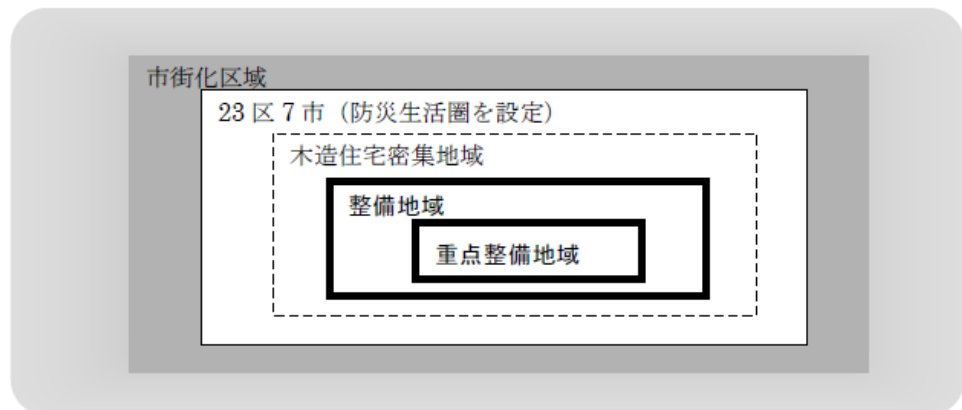 市街化区域
23 区 7 市（防災生活圏を設定）
木造住宅密集地域
整備地域
重点整備地域